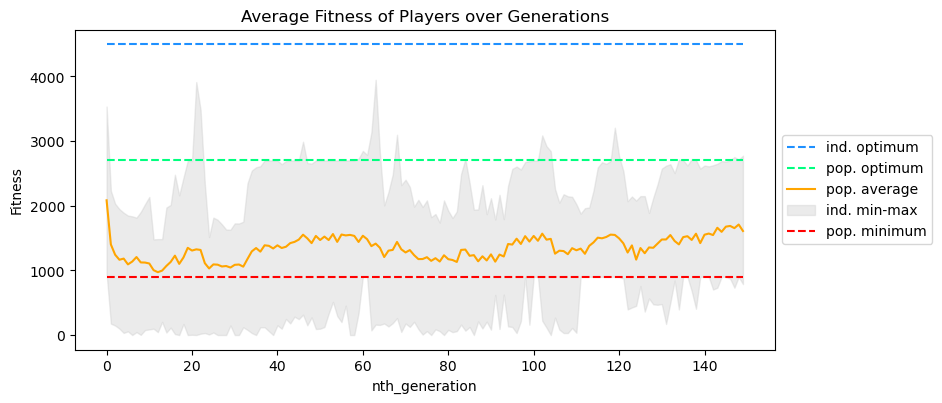 Average Fitness of Players over Generations
Fitness
4000
3000
2000
1000
0
0 20 40 60 80 100 120 140
nth_generation
ind. optimum
pop. optimum
pop. average
ind. min-max
pop. minimum